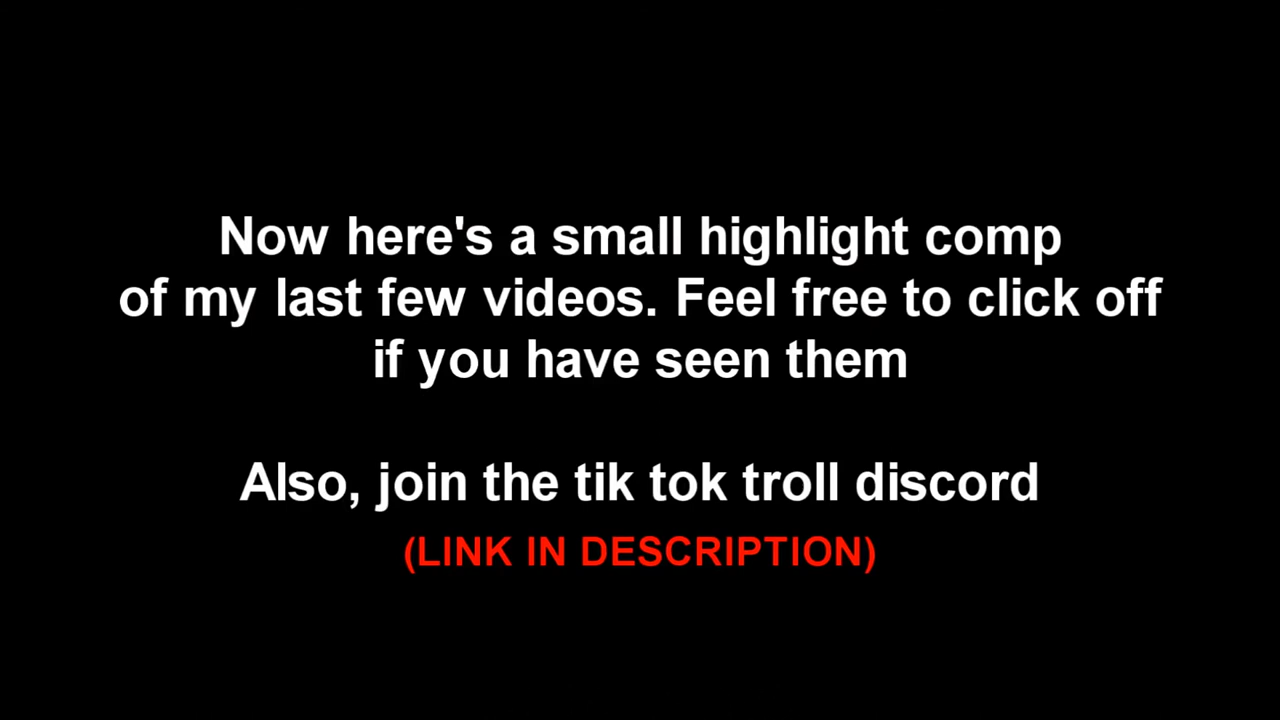 Now here's a small highlight comp
of my last few videos. Feel free to click off
if you have seen them
Also, join the tik tok troll discord
(LINK IN DESCRIPTION)